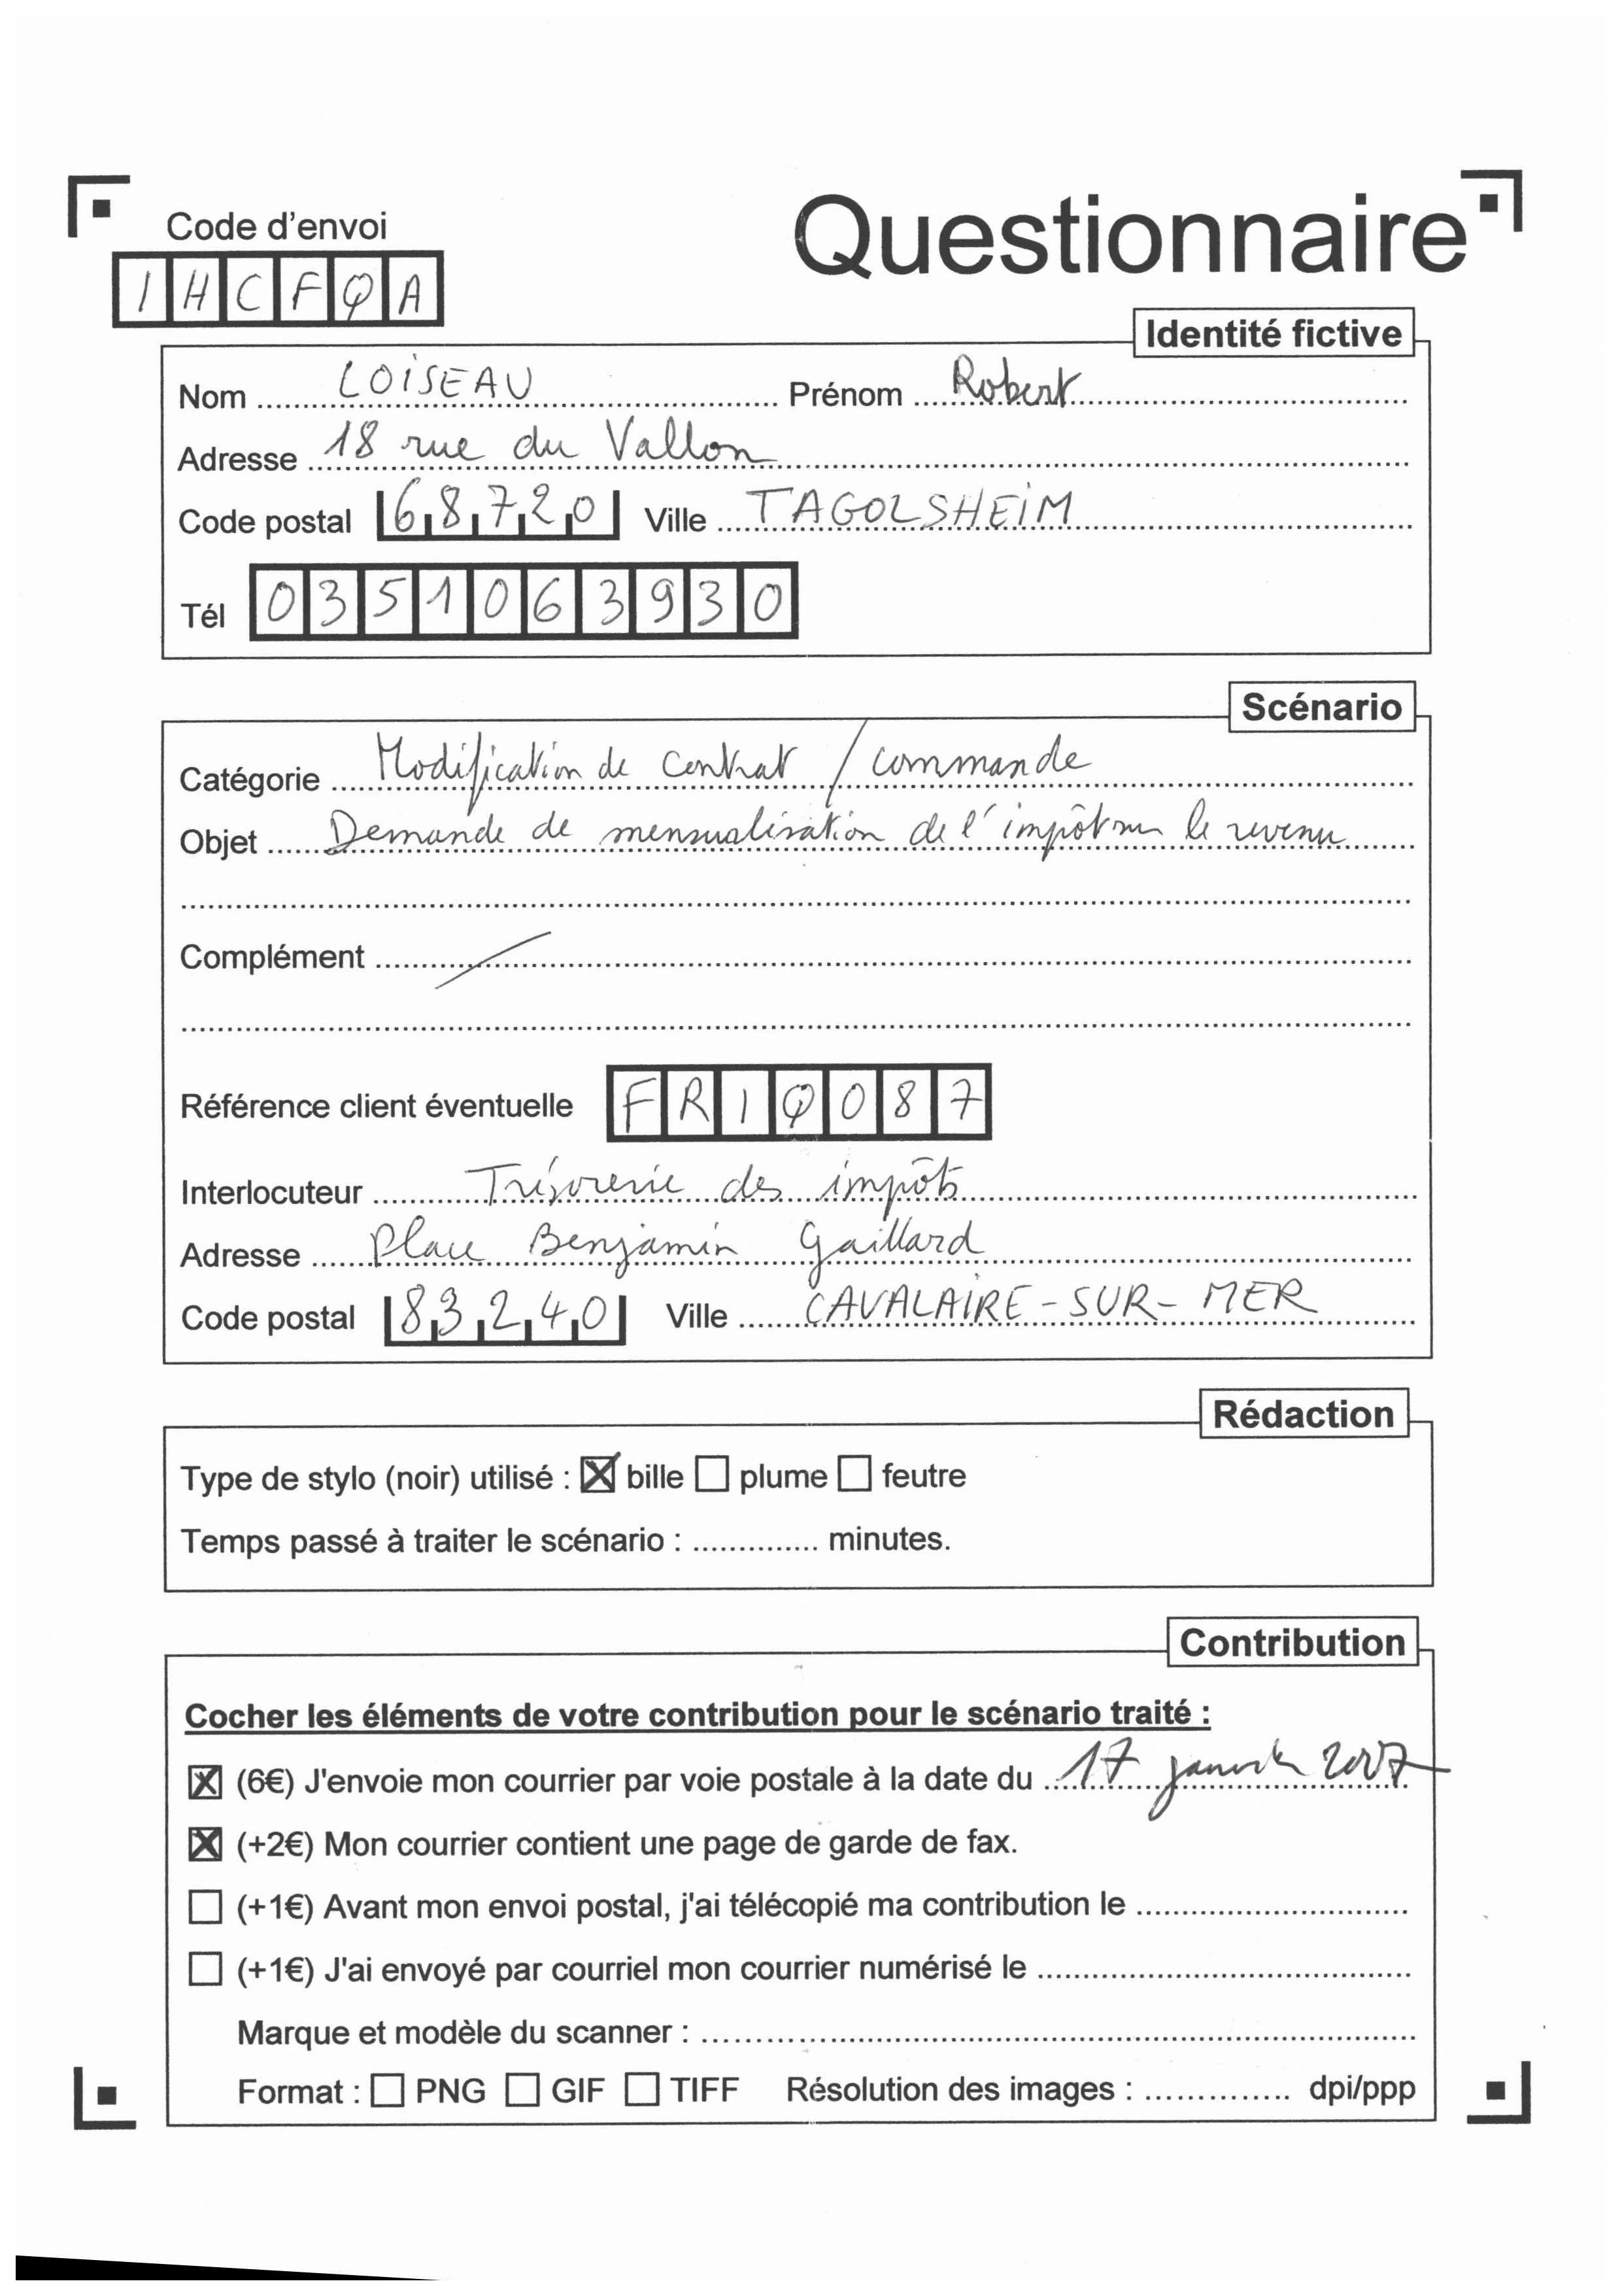 Code d'envoi
Questionnaire
I H C F Q A
Identité fictive
Nom LOISEAU Prénom Robert
Adresse 18 rue du Vallon
Code postal 68720 Ville TAGOLSHEIM
Tél 0351063930
Scénario
Catégorie Modification de contrat / commande
Objet Demande de mensualisation de l'impôt sur le revenu
Complément /
Référence client éventuelle FRIQ087
Interlocuteur Trésorerie des impôts
Adresse Place Benjamin Gaillard
Code postal 83240 Ville CAVALAIRE-SUR-MER
Rédaction
Type de stylo (noir) utilisé : ☒ bille ☐ plume ☐ feutre
Temps passé à traiter le scénario : .............. minutes.
Contribution
Cocher les éléments de votre contribution pour le scénario traité :
☒ (6€) J'envoie mon courrier par voie postale à la date du 17 janvier 2007
☒ (+2€) Mon courrier contient une page de garde de fax.
☐ (+1€) Avant mon envoi postal, j'ai télécopié ma contribution le ..............................
☐ (+1€) J'ai envoyé par courriel mon courrier numérisé le ..............................
Marque et modèle du scanner : ..............................
Format : ☐ PNG ☐ GIF ☐ TIFF Résolution des images : .............. dpi/ppp